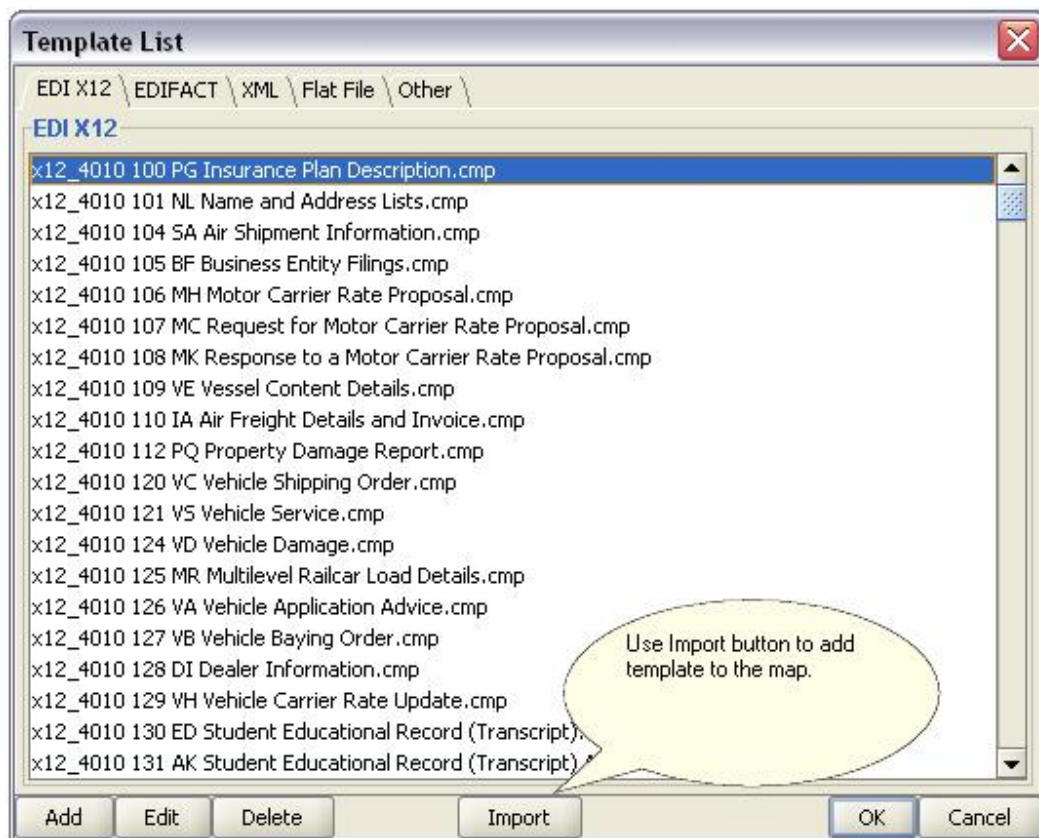 Template List
EDI X12 EDIFACT XML Flat File Other
EDI X12
x12_4010 100 PG Insurance Plan Description.cmp
x12_4010 101 NL Name and Address Lists.cmp
x12_4010 104 SA Air Shipment Information.cmp
x12_4010 105 BF Business Entity Filings.cmp
x12_4010 106 MH Motor Carrier Rate Proposal.cmp
x12_4010 107 MC Request for Motor Carrier Rate Proposal.cmp
x12_4010 108 MK Response to a Motor Carrier Rate Proposal.cmp
x12_4010 109 VE Vessel Content Details.cmp
x12_4010 110 IA Air Freight Details and Invoice.cmp
x12_4010 112 PQ Property Damage Report.cmp
x12_4010 120 VC Vehicle Shipping Order.cmp
x12_4010 121 VS Vehicle Service.cmp
x12_4010 124 VD Vehicle Damage.cmp
x12_4010 125 MR Multilevel Railcar Load Details.cmp
x12_4010 126 VA Vehicle Application Advice.cmp
x12_4010 127 VB Vehicle Baying Order.cmp
x12_4010 128 DI Dealer Information.cmp
x12_4010 129 VH Vehicle Carrier Rate Update.cmp
x12_4010 130 ED Student Educational Record (Transcript).
x12_4010 131 AK Student Educational Record (Transcript)
Use Import button to add
template to the map.
Add Edit Delete Import OK Cancel